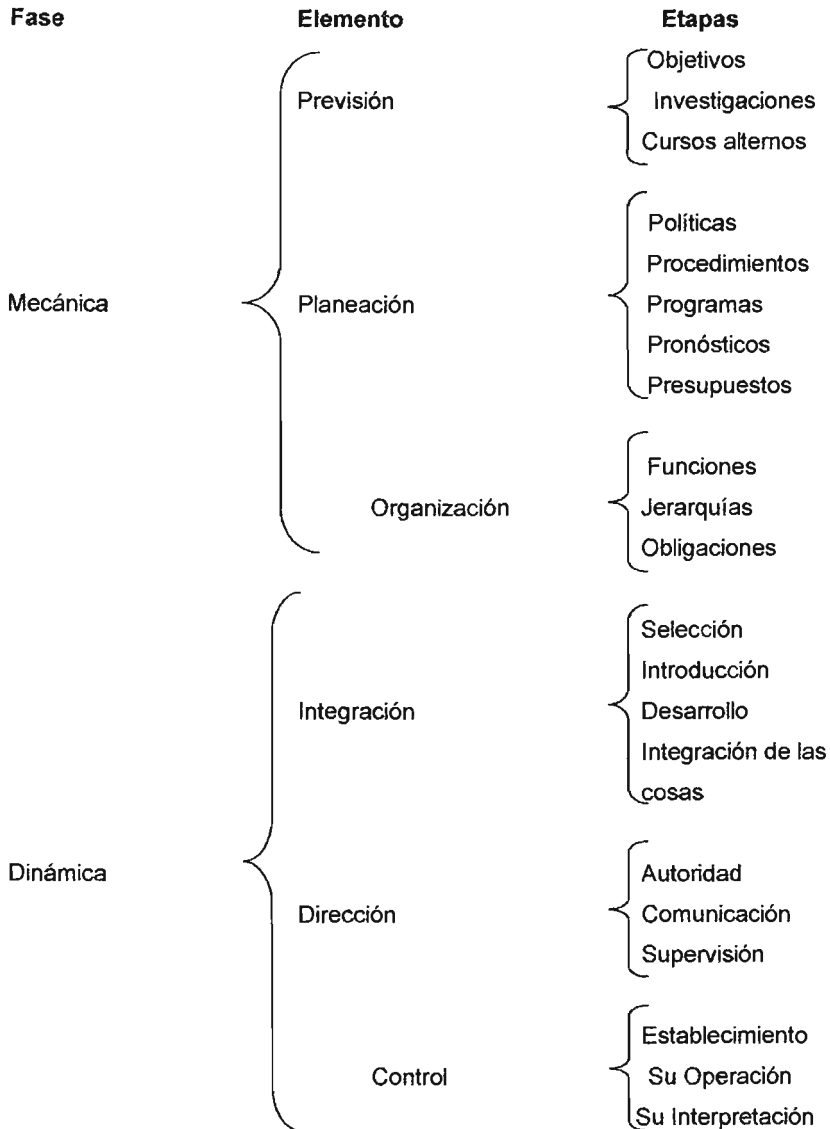 Fase Elemento Etapas
Objetivos
Previsión Investigaciones
Cursos alternos
Políticas
Procedimientos
Mecánica Planeación Programas
Pronósticos
Presupuestos
Funciones
Organización Jerarquías
Obligaciones
Selección
Introducción
Integración Desarrollo
Integración de las
cosas
Dinámica Autoridad
Dirección Comunicación
Supervisión
Establecimiento
Control Su Operación
Su Interpretación